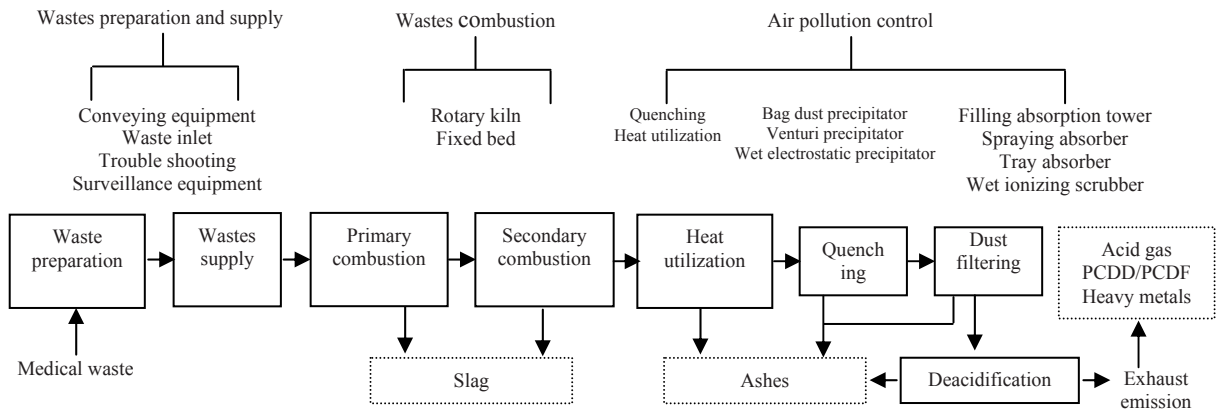 Wastes preparation and supply
Wastes combustion
Air pollution control
Conveying equipment
Waste inlet
Trouble shooting
Surveillance equipment
Rotary kiln
Fixed bed
Quenching
Heat utilization
Bag dust precipitator
Venturi precipitator
Wet electrostatic precipitator
Filling absorption tower
Spraying absorber
Tray absorber
Wet ionizing scrubber
Waste
preparation
Wastes
supply
Primary
combustion
Secondary
combustion
Heat
utilization
Quench
ing
Dust
filtering
Acid gas
PCDD/PCDF
Heavy metals
Medical waste
Slag
Ashes
Deacidification
Exhaust
emission